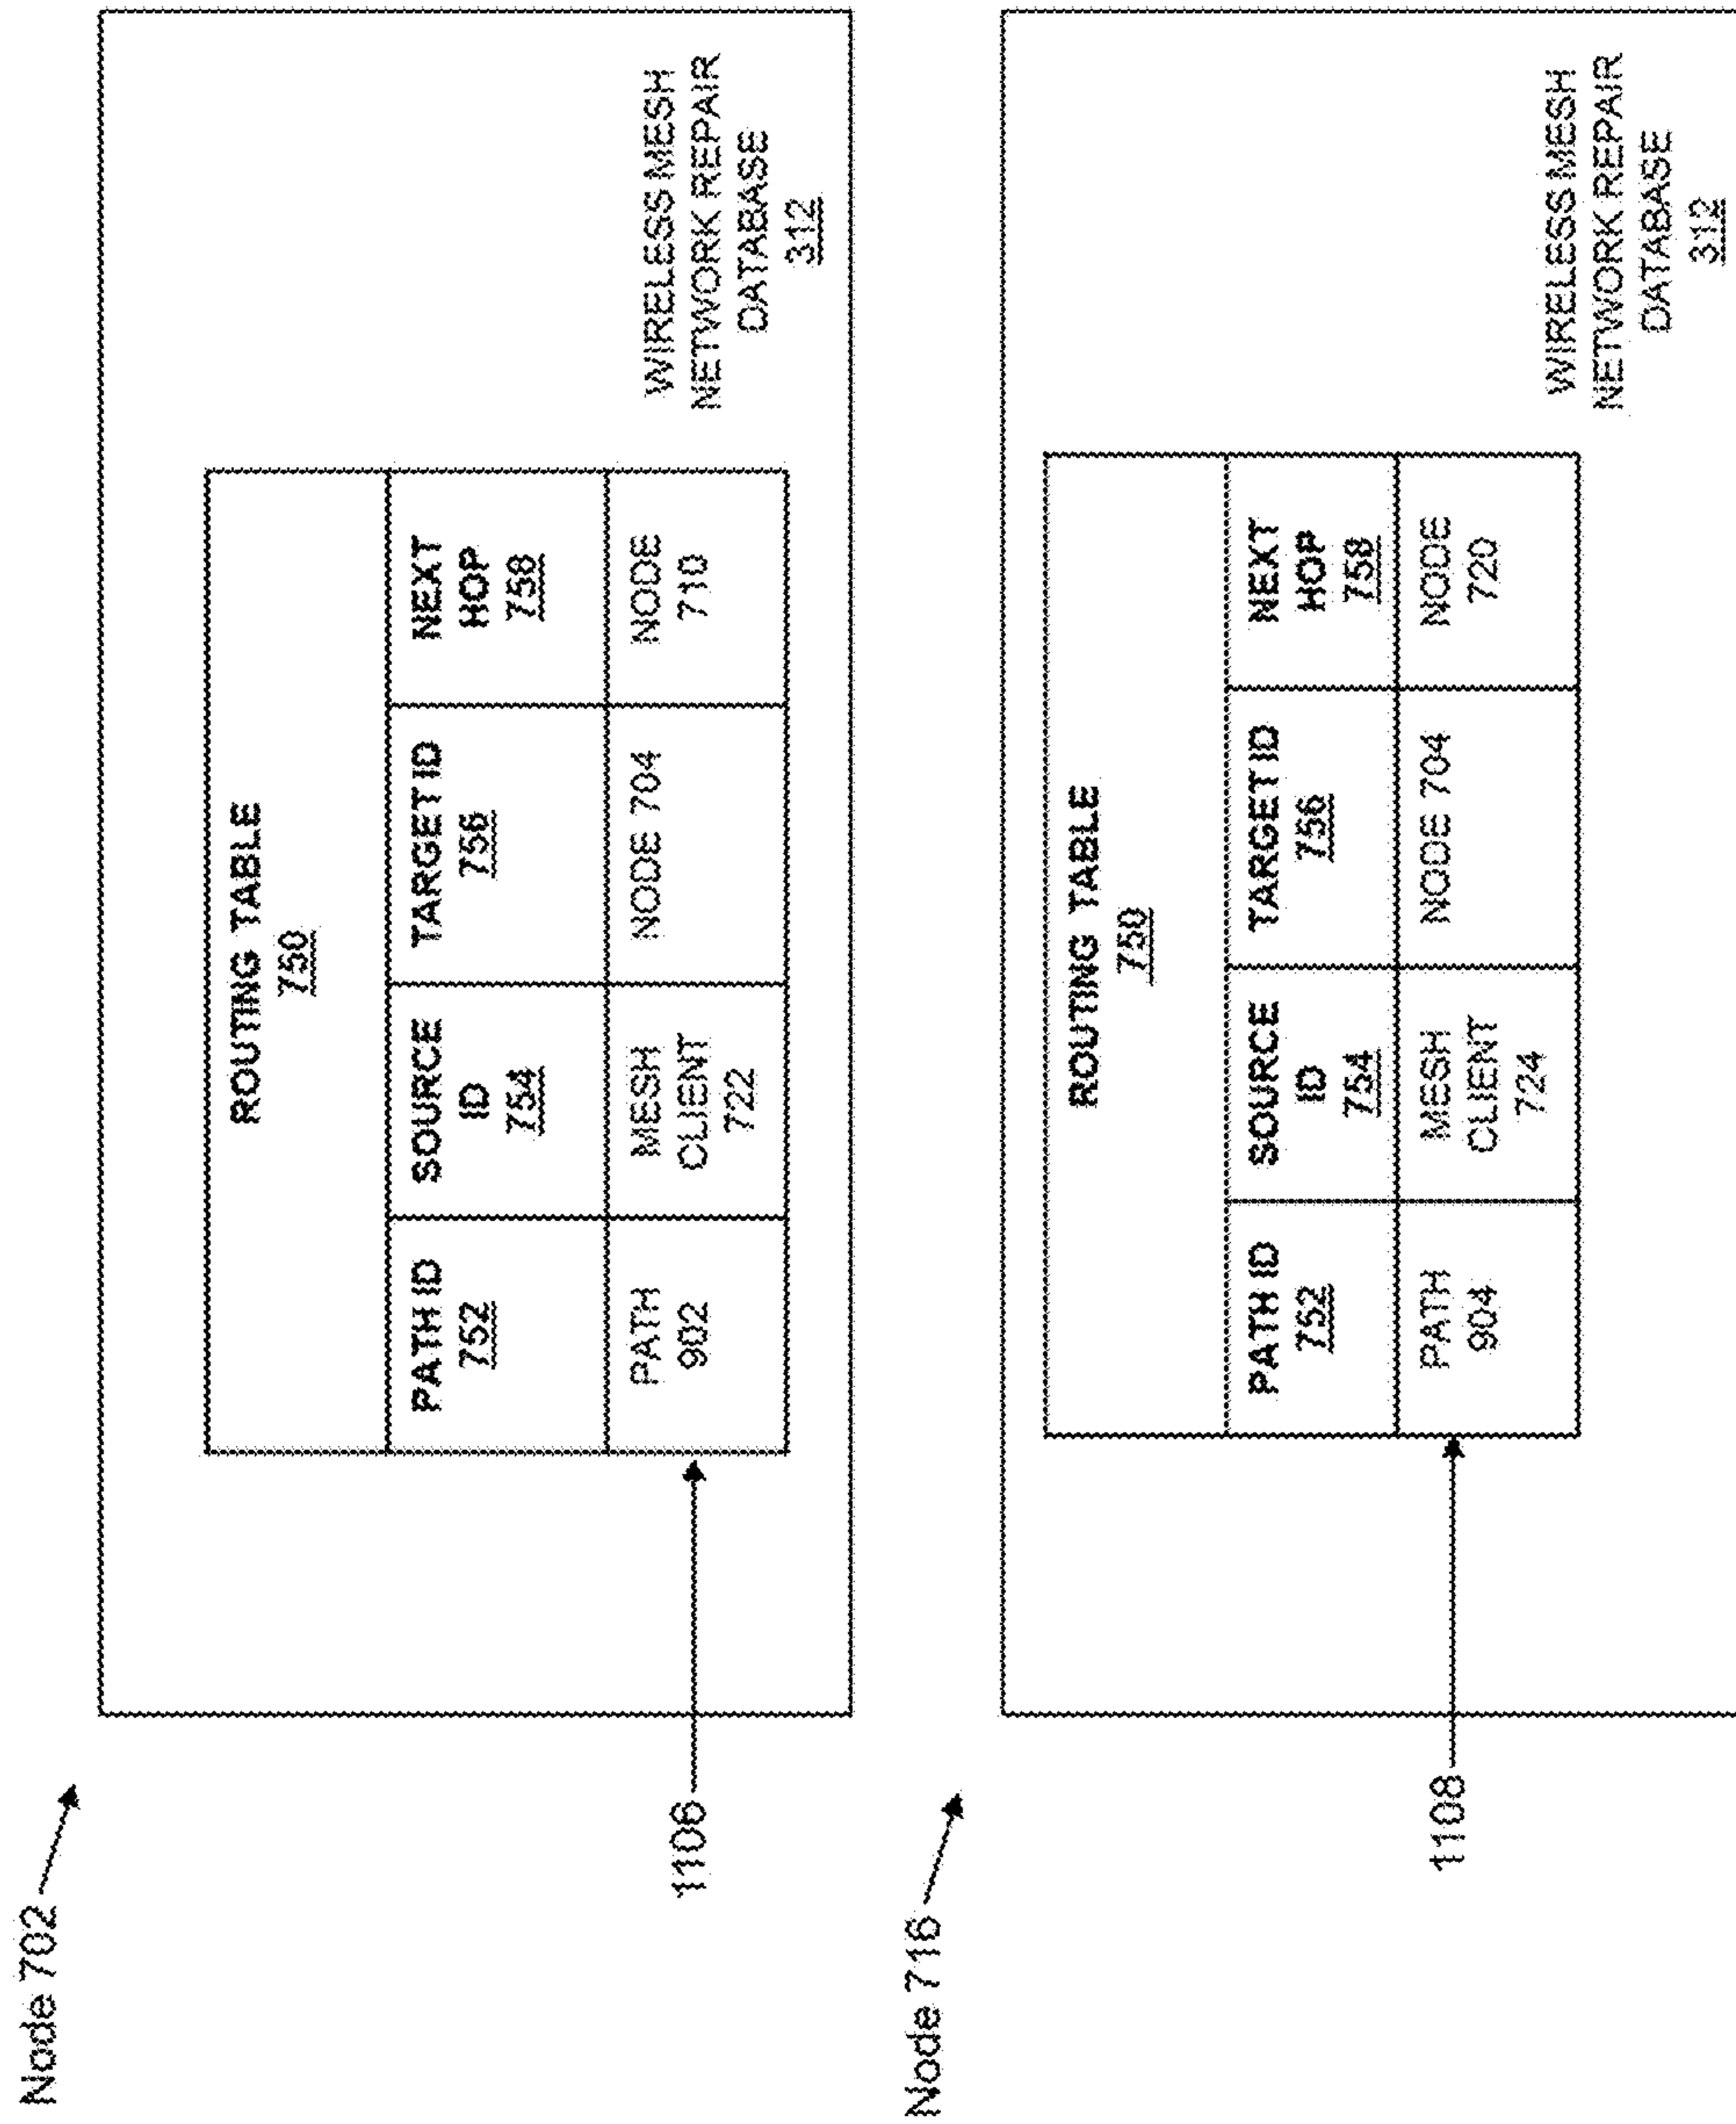 Node 702
ROUTING TABLE
750
PATH ID
752
SOURCE
ID
754
TARGET ID
756
NEXT
HOP
758
1106
PATH
902
MESH
CLIENT
722
NODE 704
NODE
710
WIRELESS MESH
NETWORK REPAIR
DATABASE
312
Node 716
ROUTING TABLE
750
PATH ID
752
SOURCE
ID
754
TARGET ID
756
NEXT
HOP
758
1108
PATH
904
MESH
CLIENT
724
NODE 704
NODE
720
WIRELESS MESH
NETWORK REPAIR
DATABASE
312